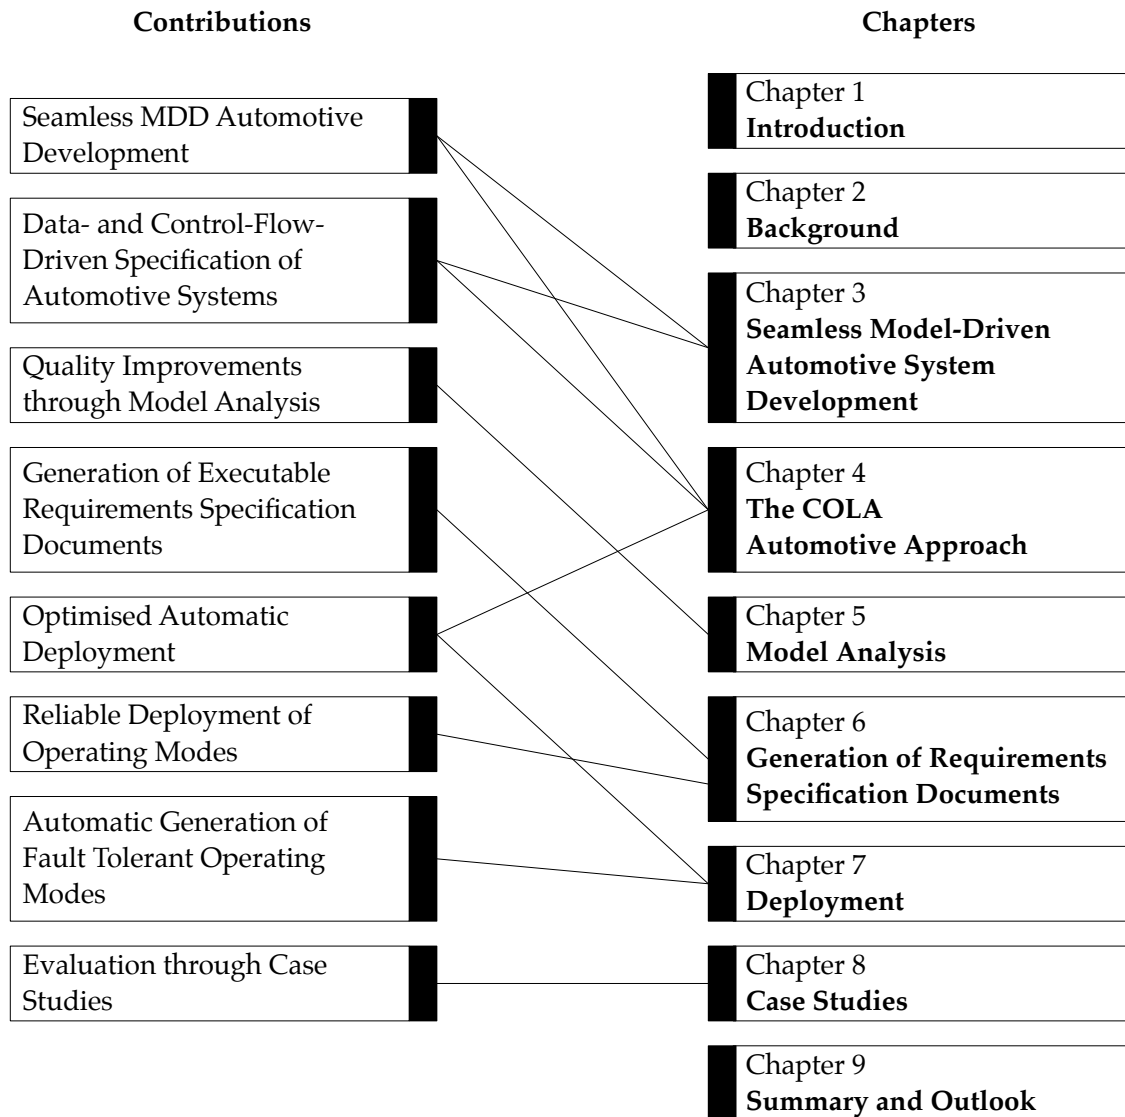 Contributions
Seamless MDD Automotive
Development
Data- and Control-Flow-
Driven Specification of
Automotive Systems
Quality Improvements
through Model Analysis
Generation of Executable
Requirements Specification
Documents
Optimised Automatic
Deployment
Reliable Deployment of
Operating Modes
Automatic Generation of
Fault Tolerant Operating
Modes
Evaluation through Case
Studies
Chapters
Chapter 1
Introduction
Chapter 2
Background
Chapter 3
Seamless Model-Driven
Automotive System
Development
Chapter 4
The COLA
Automotive Approach
Chapter 5
Model Analysis
Chapter 6
Generation of Requirements
Specification Documents
Chapter 7
Deployment
Chapter 8
Case Studies
Chapter 9
Summary and Outlook